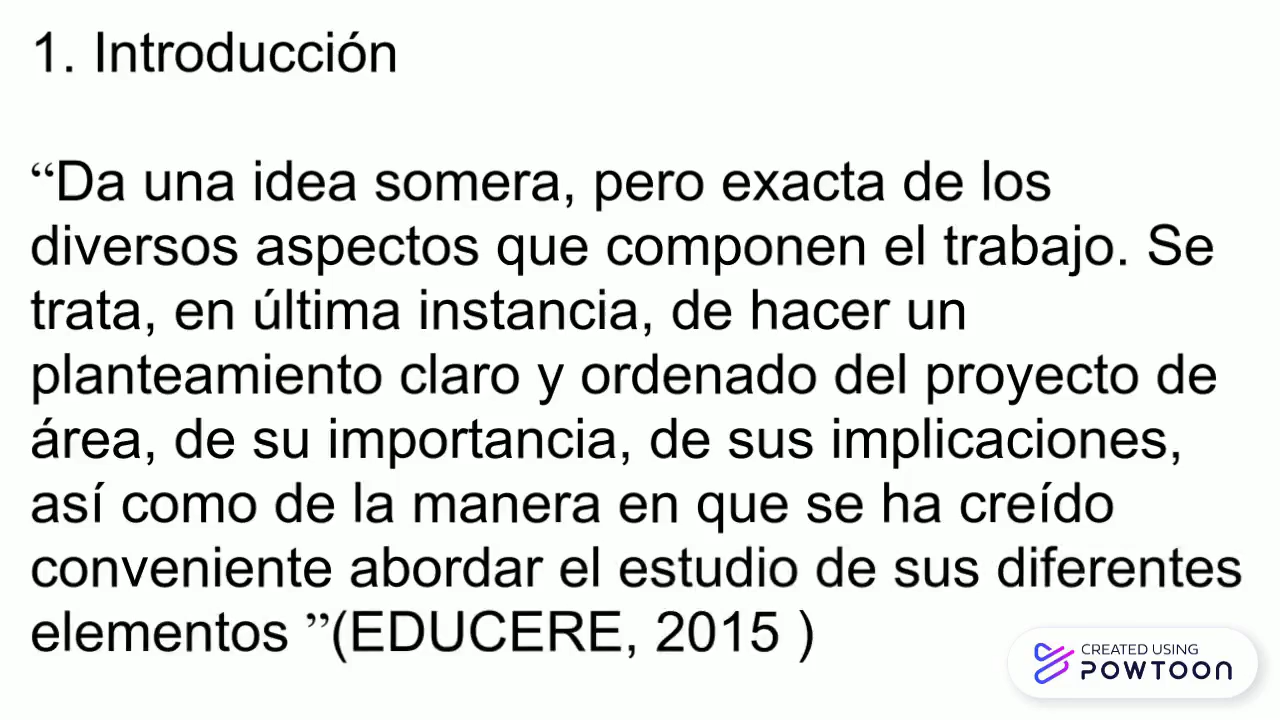 1. Introducción
“Da una idea somera, pero exacta de los
diversos aspectos que componen el trabajo. Se
trata, en última instancia, de hacer un
planteamiento claro y ordenado del proyecto de
área, de su importancia, de sus implicaciones,
así como de la manera en que se ha creído
conveniente abordar el estudio de sus diferentes
elementos ”(EDUCERE, 2015 )
CREATED USING
POWTOON